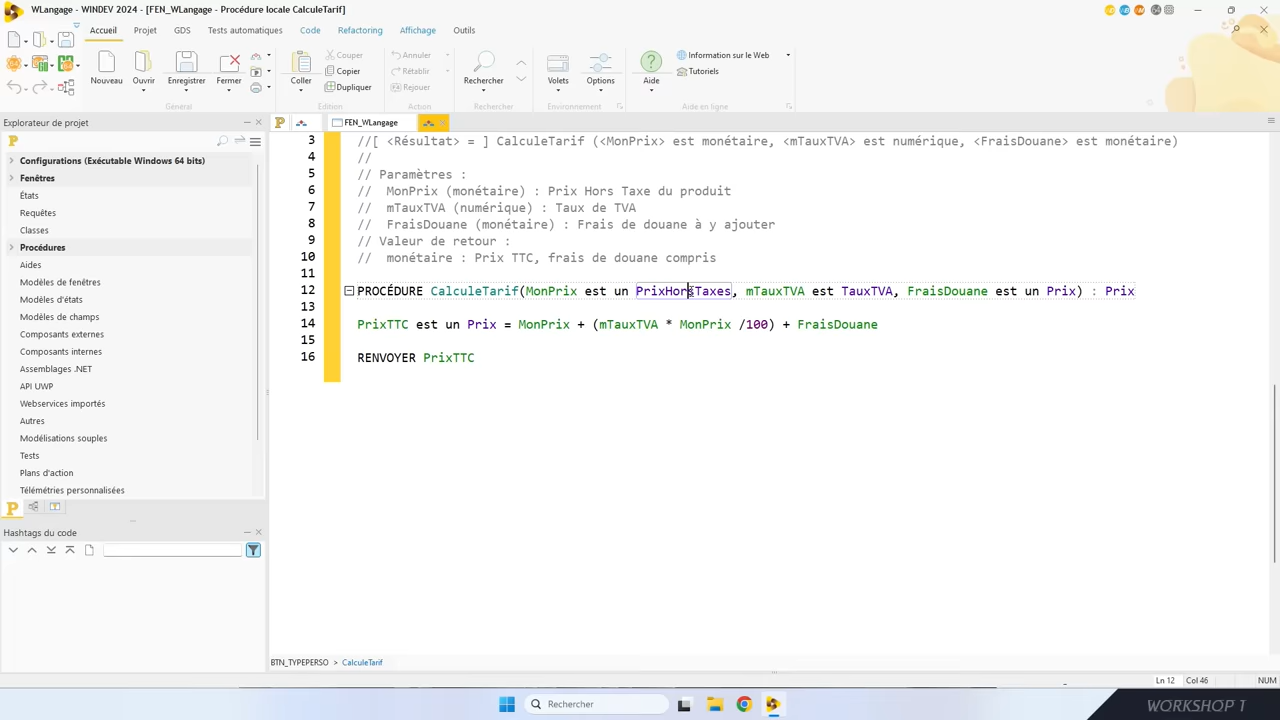 WLangage - WINDEV 2024 - [FEN_WLangage - Procédure locale CalculeTarif]
Accueil Projet GDS Tests automatiques Code Refactoring Affichage Outils
Nouveau Ouvrir Enregistrer Fermer
Général
Coller Couper Copier Dupliquer
Edition
Annuler Rétablir Rejouer
Action
Rechercher
Rechercher
Volets Options
Environnement
Aide Information sur le Web Tutoriels
Aide en ligne
Explorateur de projet
Configurations (Exécutable Windows 64 bits)
Fenêtres
États
Requêtes
Classes
Procédures
Aides
Modèles de fenêtres
Modèles d'états
Modèles de champs
Composants externes
Composants internes
Assemblages .NET
API UWP
Webservices importés
Autres
Modélisations souples
Tests
Plans d'action
Télémétries personnalisées
Hashtags du code
FEN_WLangage
3 //[ <Résultat> = ] CalculeTarif (<MonPrix> est monétaire, <mTauxTVA> est numérique, <FraisDouane> est monétaire)
4 //
5 // Paramètres :
6 // MonPrix (monétaire) : Prix Hors Taxe du produit
7 // mTauxTVA (numérique) : Taux de TVA
8 // FraisDouane (monétaire) : Frais de douane à y ajouter
9 // Valeur de retour :
10 // monétaire : Prix TTC, frais de douane compris
11
12 PROCÉDURE CalculeTarif(MonPrix est un PrixHorsTaxes, mTauxTVA est TauxTVA, FraisDouane est un Prix) : Prix
13
14 PrixTTC est un Prix = MonPrix + (mTauxTVA * MonPrix /100) + FraisDouane
15
16 RENVOYER PrixTTC
BTN_TYPEPERSO > CalculeTarif
Ln 12 Col 46 NUM
Rechercher
WORKSHOP 1